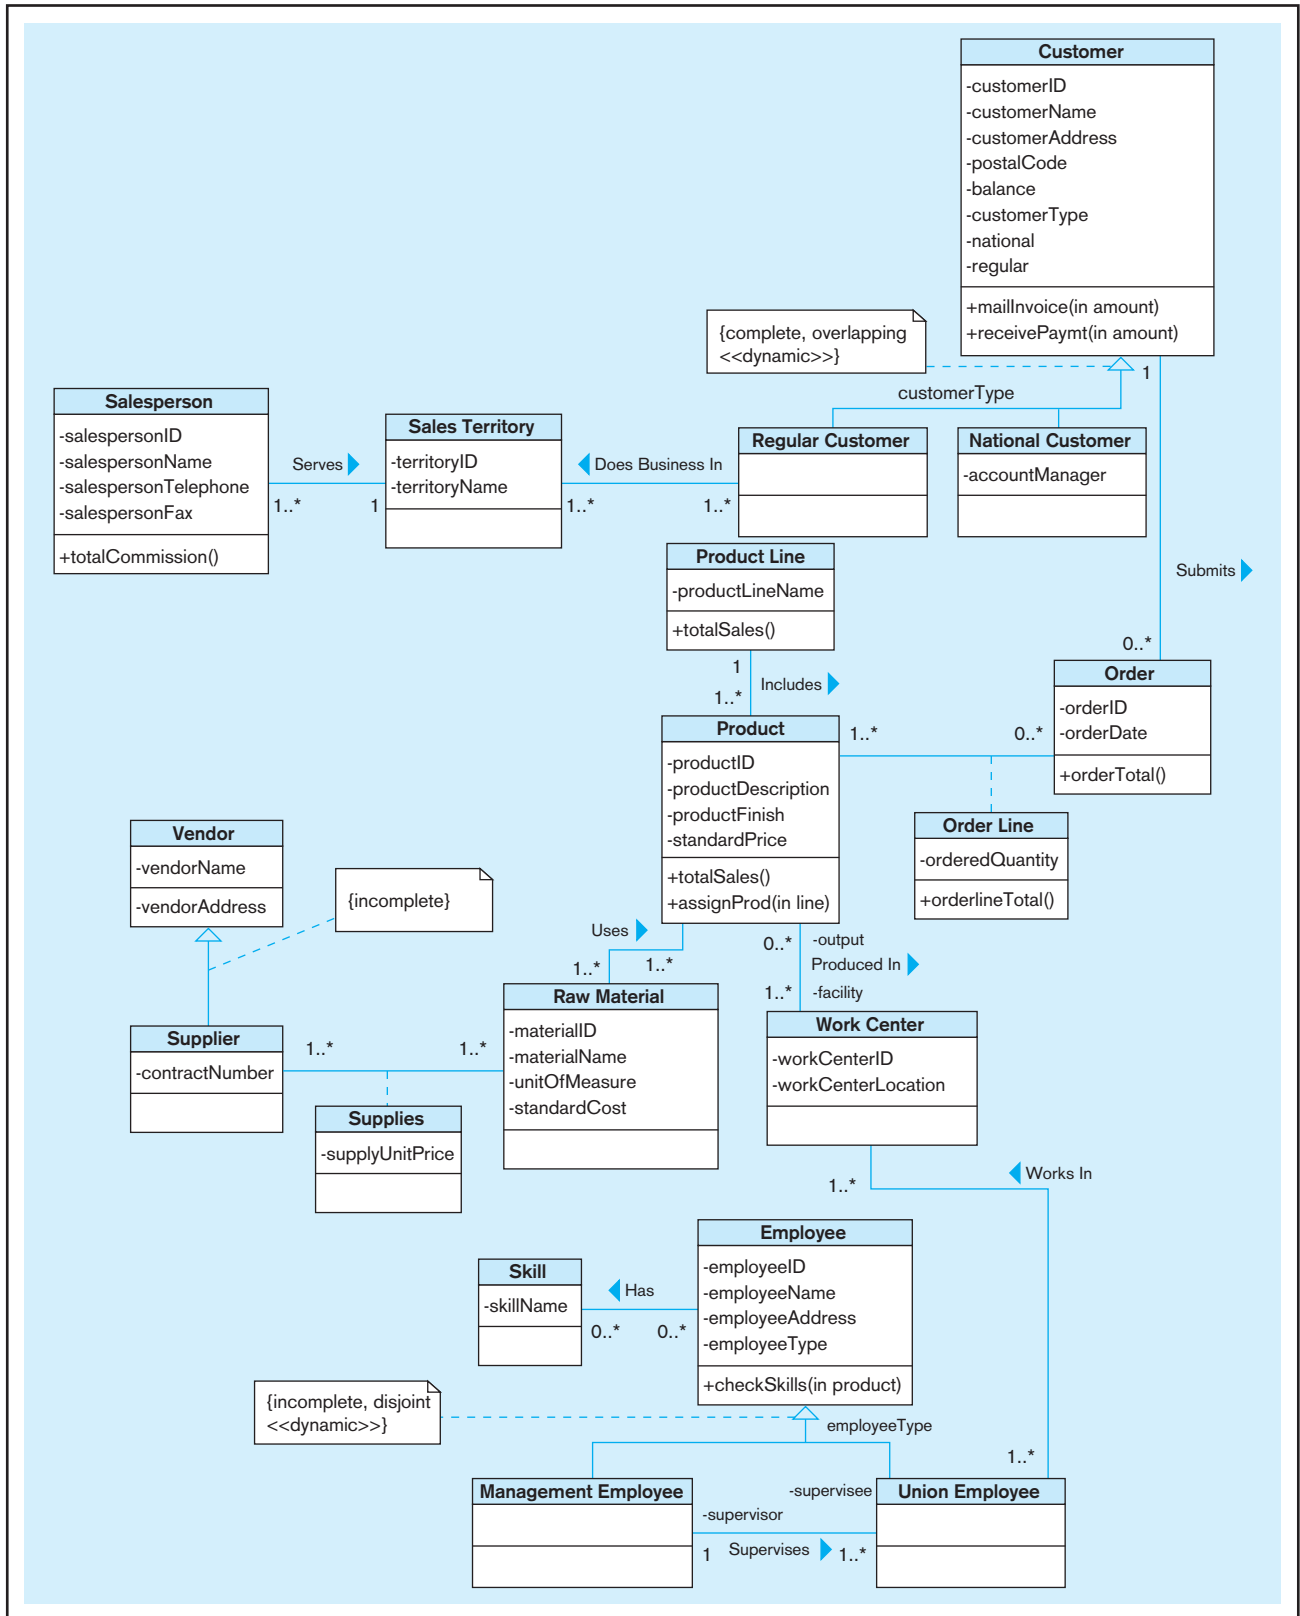 Customer
-customerID
-customerName
-customerAddress
-postalCode
-balance
-customerType
-national
-regular
+mailInvoice(in amount)
+receivePaymt(in amount)
{complete, overlapping
<<dynamic>>}
1
customerType
Salesperson
-salespersonID
-salespersonName
-salespersonTelephone
-salespersonFax
+totalCommission()
Serves
1..*
1
Sales Territory
-territoryID
-territoryName
Does Business In
1..*
1..*
Regular Customer
National Customer
-accountManager
Submits
0..*
Product Line
-productLineName
+totalSales()
1
1..*
Includes
Order
-orderID
-orderDate
+orderTotal()
Product
-productID
-productDescription
-productFinish
-standardPrice
+totalSales()
+assignProd(in line)
1..*
0..*
Order Line
-orderedQuantity
+orderlineTotal()
Vendor
-vendorName
-vendorAddress
{incomplete}
Uses
1..*
1..*
0..*
-output
Produced In
1..*
-facility
Supplier
-contractNumber
1..*
1..*
Supplies
-supplyUnitPrice
Raw Material
-materialID
-materialName
-unitOfMeasure
-standardCost
Work Center
-workCenterID
-workCenterLocation
1..*
Works In
Employee
-employeeID
-employeeName
-employeeAddress
-employeeType
+checkSkills(in product)
Skill
-skillName
Has
0..*
0..*
{incomplete, disjoint
<<dynamic>>}
employeeType
1..*
Management Employee
-supervisee
-supervisor
1
Supervises
1..*
Union Employee